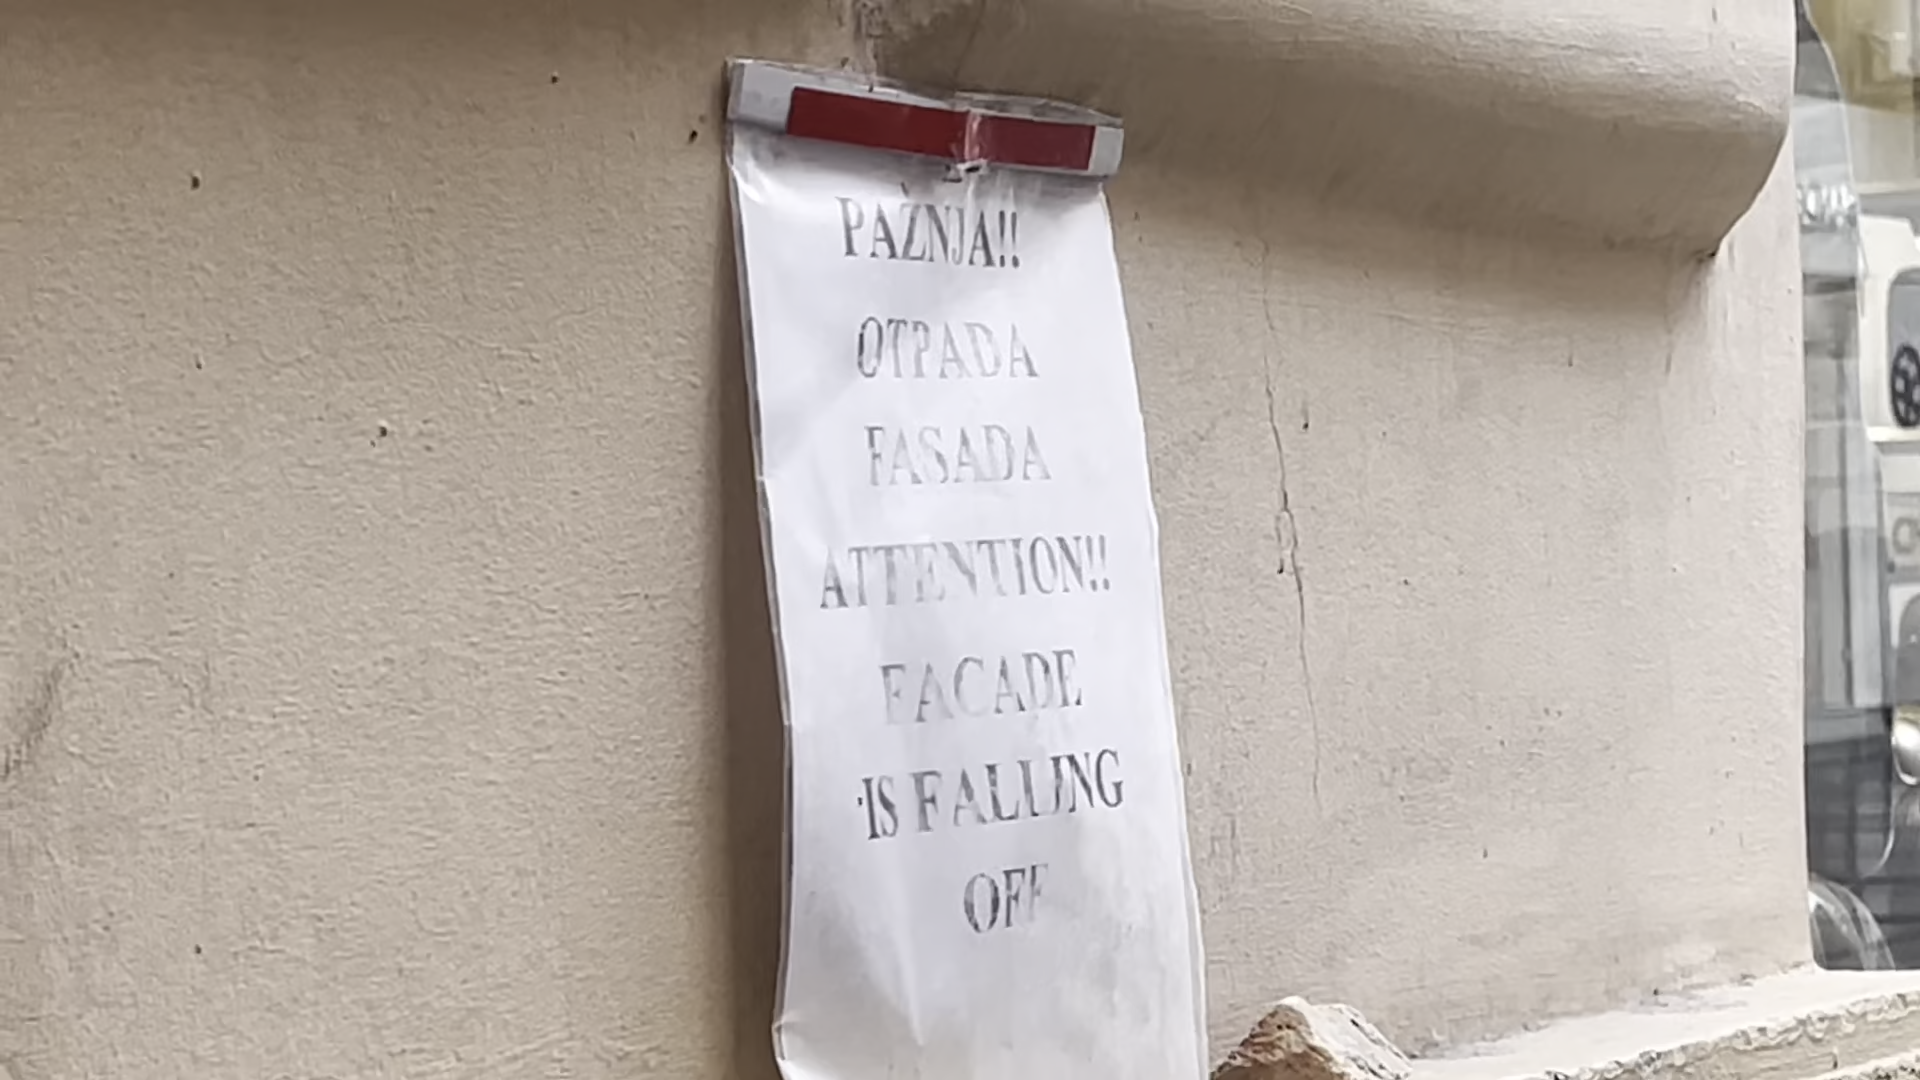 PAŽNJA!!
OTPADA
FASADA
ATTENTION!!
FACADE
IS FALLING
OFF